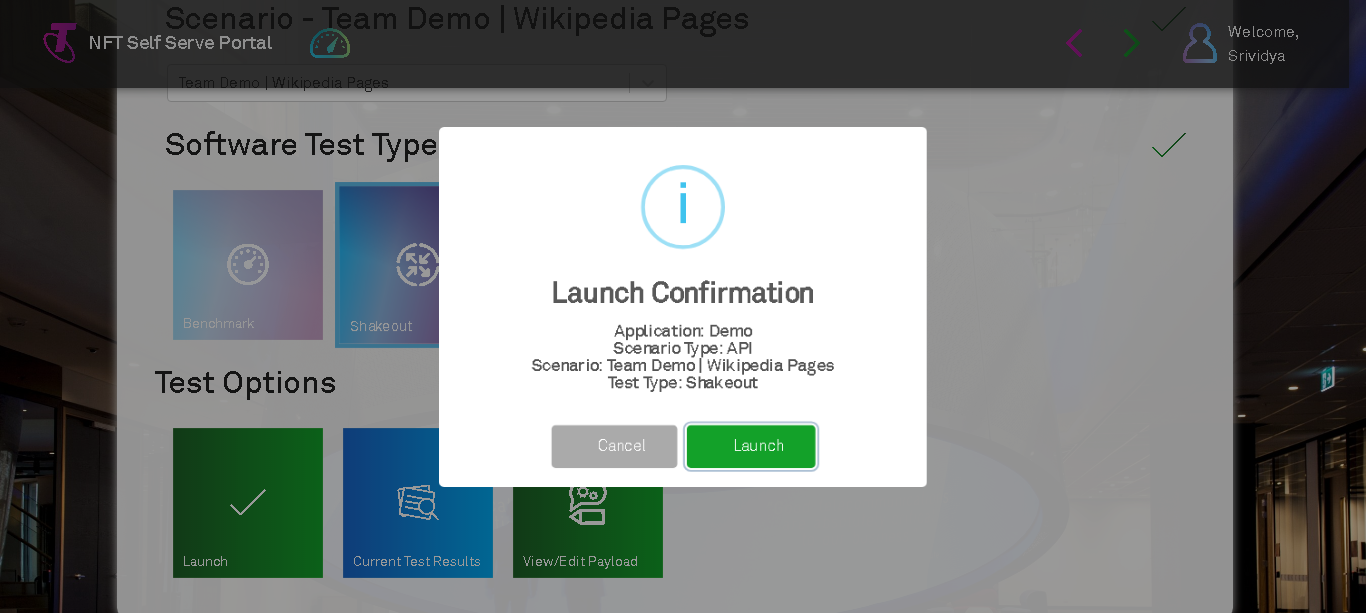 Scenario - Team Demo | Wikipedia Pages
NFT Self Serve Portal
Welcome,
Srividya
Team Demo | Wikipedia Pages
Software Test Type
Benchmark
Shakeout
i
Launch Confirmation
Application: Demo
Scenario Type: API
Scenario: Team Demo | Wikipedia Pages
Test Type: Shakeout
Cancel
Launch
Test Options
Launch
Current Test Results
View/Edit Payload